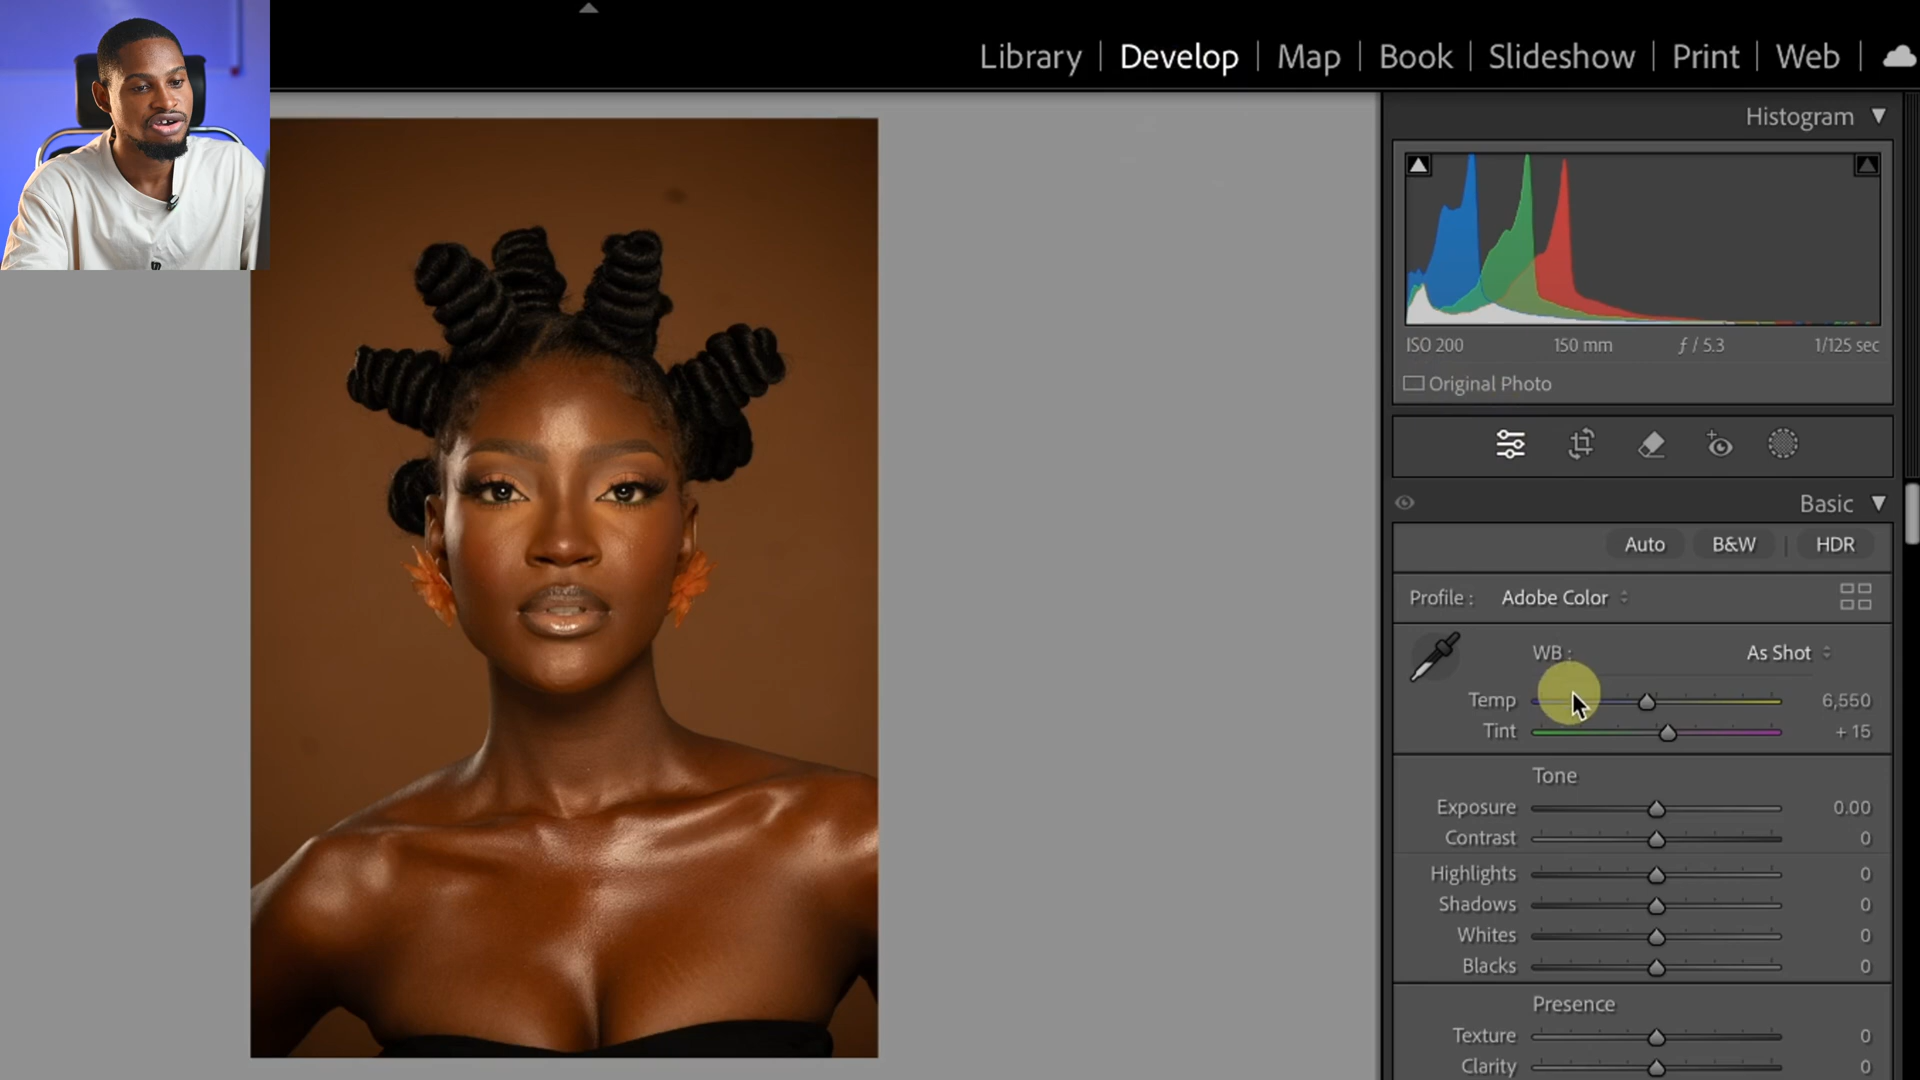 Library | Develop | Map | Book | Slideshow | Print | Web |
Histogram
ISO 200 150 mm ƒ / 5.3 1/125 sec
Original Photo
Basic
Auto B&W | HDR
Profile : Adobe Color
WB : As Shot
Temp 6,550
Tint + 15
Tone
Exposure 0.00
Contrast 0
Highlights 0
Shadows 0
Whites 0
Blacks 0
Presence
Texture 0
Clarity 0